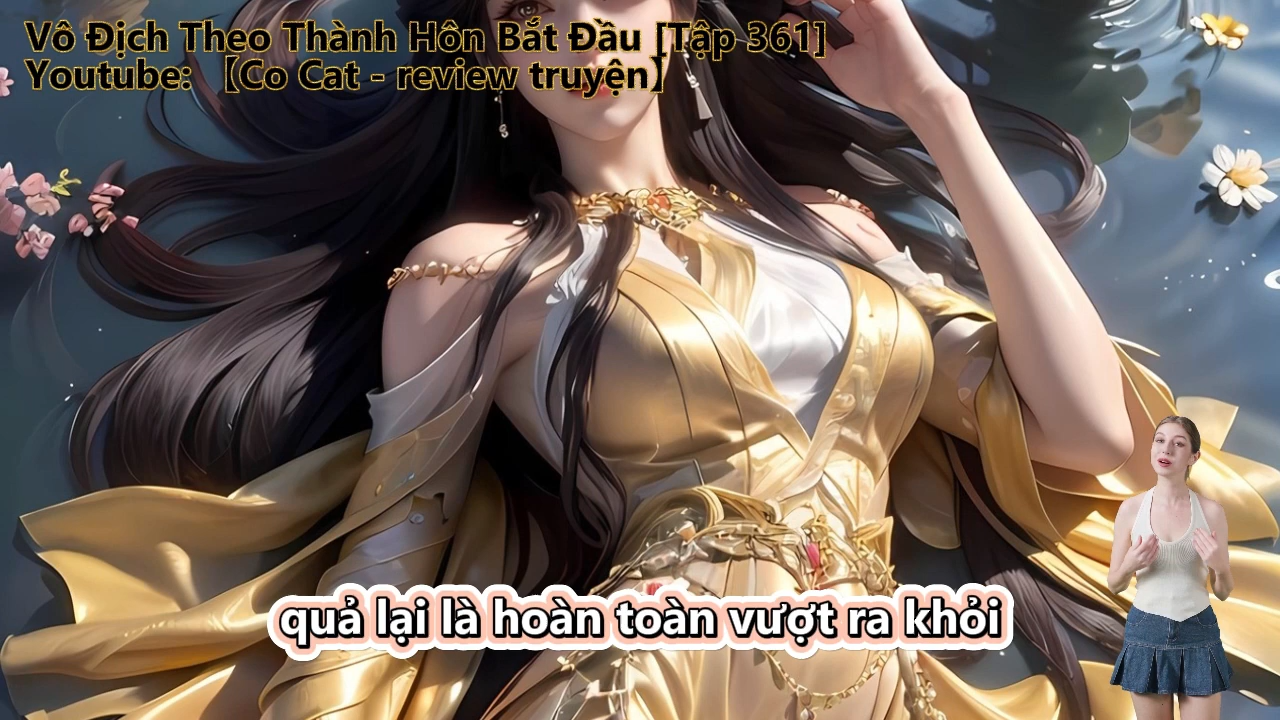 Vô Địch Theo Thành Hôn Bắt Đầu [Tập 361]
Youtube: 【Co Cat - review truyện】
quả lại là hoàn toàn vượt ra khỏi